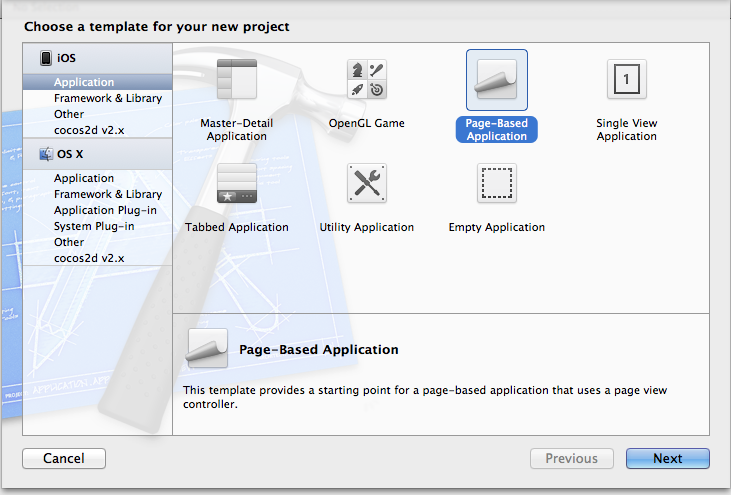 Choose a template for your new project
iOS
Application
Framework & Library
Other
cocos2d v2.x
OS X
Application
Framework & Library
Application Plug-in
System Plug-in
Other
cocos2d v2.x
Master-Detail
Application
OpenGL Game
Page-Based
Application
1
Single View
Application
Tabbed Application
Utility Application
Empty Application
Page-Based Application
This template provides a starting point for a page-based application that uses a page view
controller.
Cancel
Previous
Next